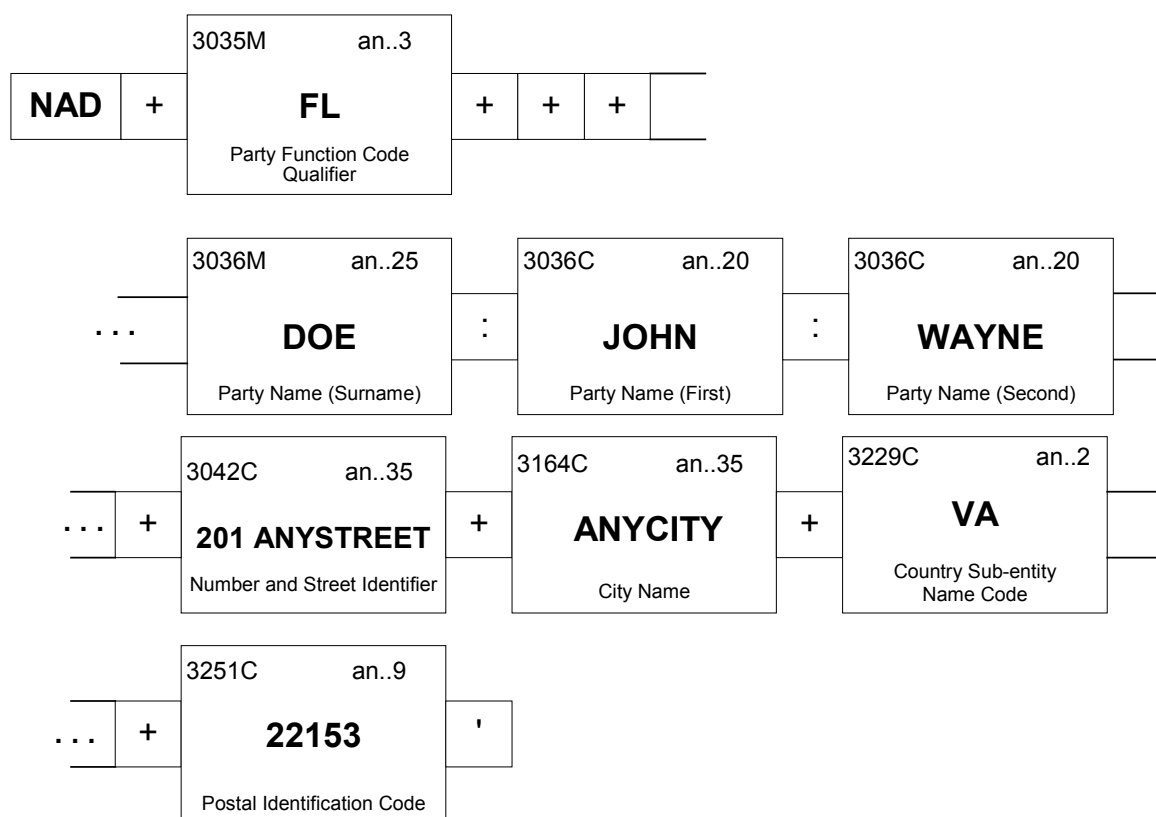 3035M an..3
NAD + FL + + +
Party Function Code
Qualifier
3036M an..25 3036C an..20 3036C an..20
... DOE : JOHN : WAYNE
Party Name (Surname) Party Name (First) Party Name (Second)
3042C an..35 3164C an..35 3229C an..2
... + 201 ANYSTREET + ANYCITY + VA
Number and Street Identifier City Name Country Sub-entity
Name Code
3251C an..9
... + 22153 '
Postal Identification Code